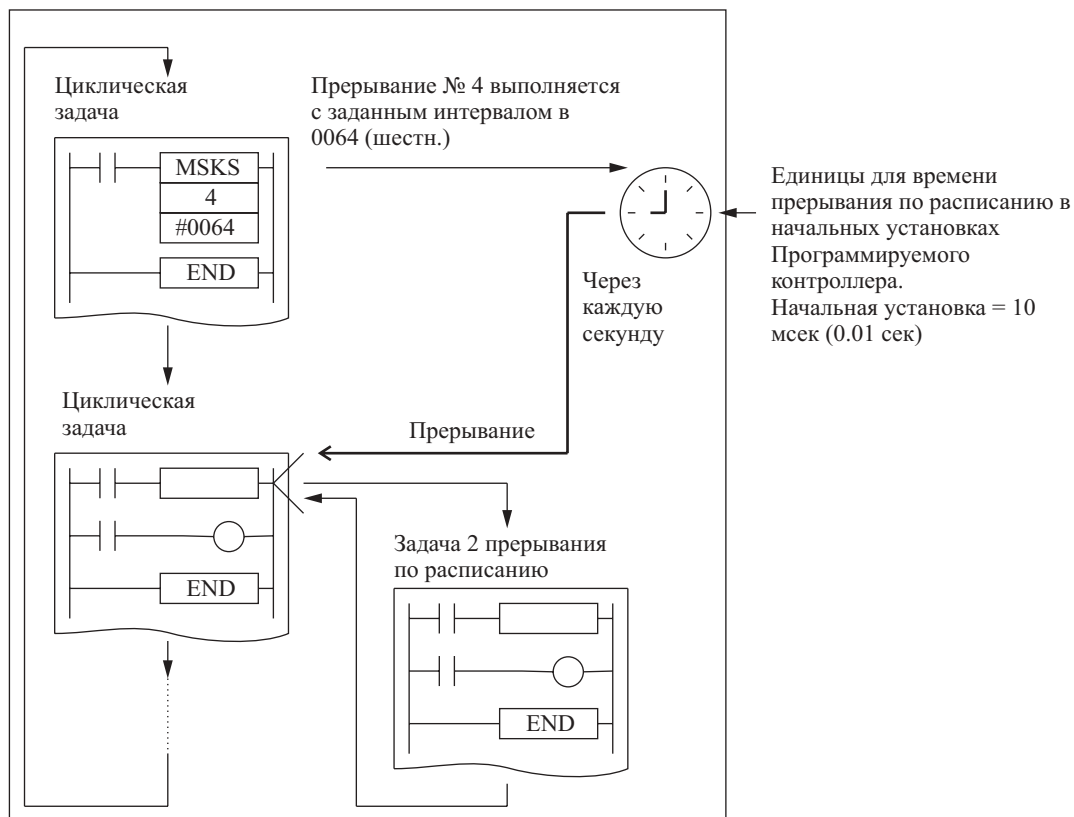 Циклическая
задача
Прерывание № 4 выполняется
с заданным интервалом в
0064 (шестн.)
MSKS
4
#0064
END
Единицы для времени
прерывания по расписанию в
начальных установках
Программируемого
контроллера.
Начальная установка = 10
мсек (0.01 сек)
Через
каждую
секунду
Циклическая
задача
Прерывание
END
Задача 2 прерывания
по расписанию
END